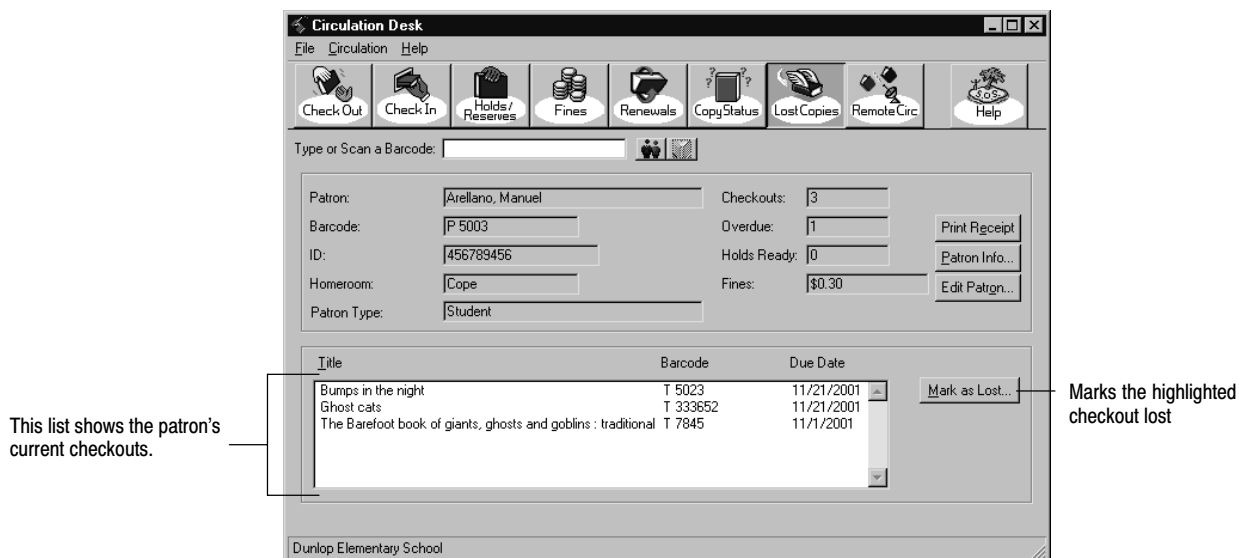 Circulation Desk
File Circulation Help
Check Out Check In Holds/ Reserves Fines Renewals Copy Status Lost Copies Remote Circ S.O.S. Help
Type or Scan a Barcode:
Patron: Arellano, Manuel Checkouts: 3
Barcode: P 5003 Overdue: 1 Print Receipt
ID: 456789456 Holds Ready: 0 Patron Info...
Homeroom: Cope Fines: $0.30 Edit Patron...
Patron Type: Student
Title Barcode Due Date
Bumps in the night T 5023 11/21/2001 Mark as Lost...
Ghost cats T 333652 11/21/2001
The Barefoot book of giants, ghosts and goblins : traditional T 7845 11/1/2001
This list shows the patron's
current checkouts.
Marks the highlighted
checkout lost
Dunlop Elementary School